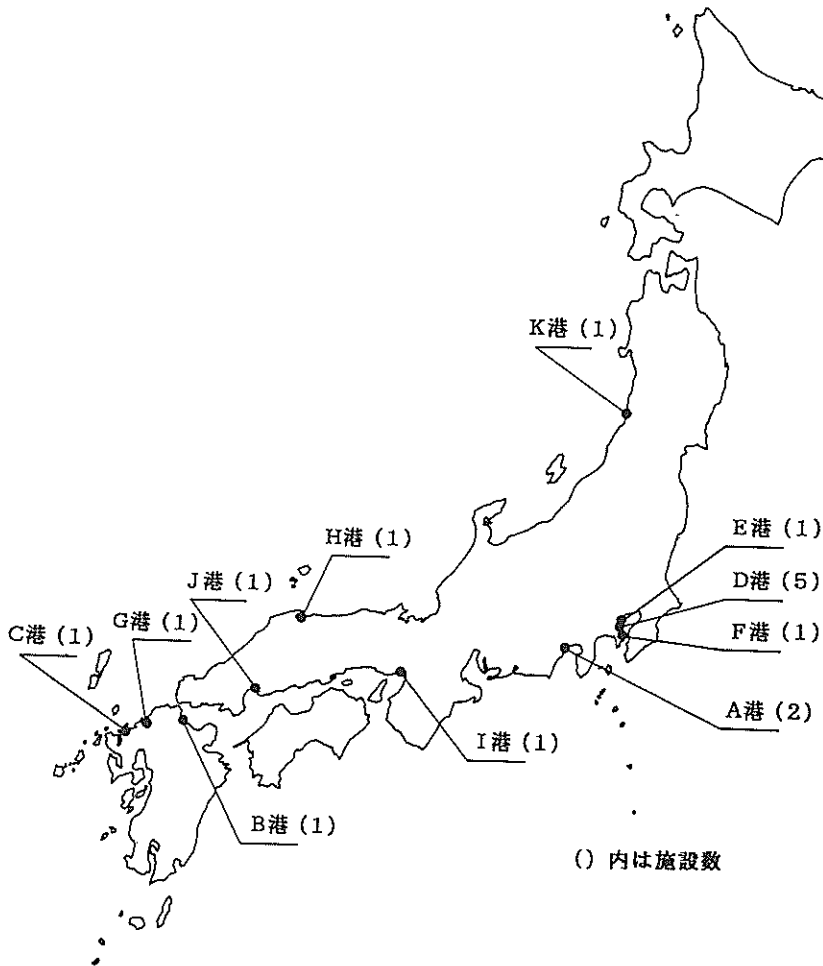 K港 (1)
E港 (1)
H港 (1)
D港 (5)
J港 (1)
G港 (1)
F港 (1)
C港 (1)
A港 (2)
I港 (1)
B港 (1)
() 内は施設数